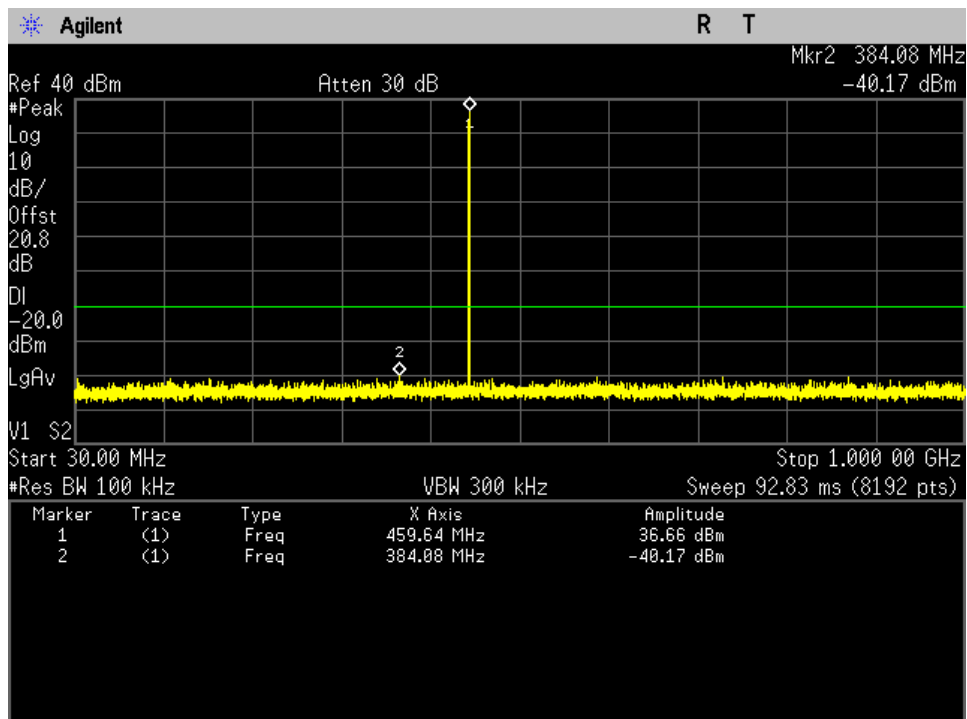 Agilent R T
Mkr2 384.08 MHz
Ref 40 dBm Atten 30 dB -40.17 dBm
#Peak
Log
10
dB/
Offst
20.8
dB
DI
-20.0
dBm
LgAv
V1 S2
1
2
Start 30.00 MHz Stop 1.000 00 GHz
#Res BW 100 kHz VBW 300 kHz Sweep 92.83 ms (8192 pts)
Marker Trace Type X Axis Amplitude
1 (1) Freq 459.64 MHz 36.66 dBm
2 (1) Freq 384.08 MHz -40.17 dBm